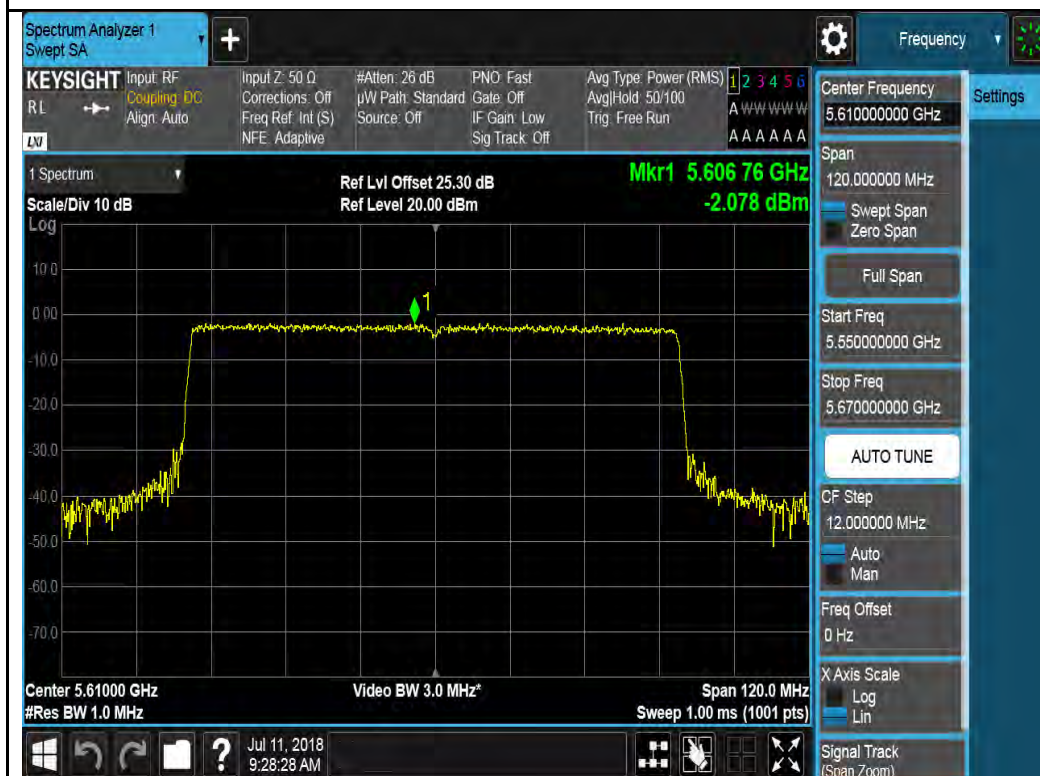 Spectrum Analyzer 1
Swept SA
Frequency
KEYSIGHT
RL
LXI
Input: RF
Coupling: DC
Align: Auto
Input Z: 50 Ω
Corrections: Off
Freq Ref: Int (S)
NFE: Adaptive
#Atten: 26 dB
µW Path: Standard
Source: Off
PNO: Fast
Gate: Off
IF Gain: Low
Sig Track: Off
Avg Type: Power (RMS)
Avg|Hold: 50/100
Trig: Free Run
1 2 3 4 5 6
A W W W W W
A A A A A A
1 Spectrum
Scale/Div 10 dB
Log
Ref Lvl Offset 25.30 dB
Ref Level 20.00 dBm
Mkr1 5.606 76 GHz
-2.078 dBm
10.0
0.00
-10.0
-20.0
-30.0
-40.0
-50.0
-60.0
-70.0
1
Center 5.61000 GHz
#Res BW 1.0 MHz
Video BW 3.0 MHz*
Span 120.0 MHz
Sweep 1.00 ms (1001 pts)
?
Jul 11, 2018
9:28:28 AM
Center Frequency
5.610000000 GHz
Settings
Span
120.000000 MHz
Swept Span
Zero Span
Full Span
Start Freq
5.550000000 GHz
Stop Freq
5.670000000 GHz
AUTO TUNE
CF Step
12.000000 MHz
Auto
Man
Freq Offset
0 Hz
X Axis Scale
Log
Lin
Signal Track
(Span Zoom)